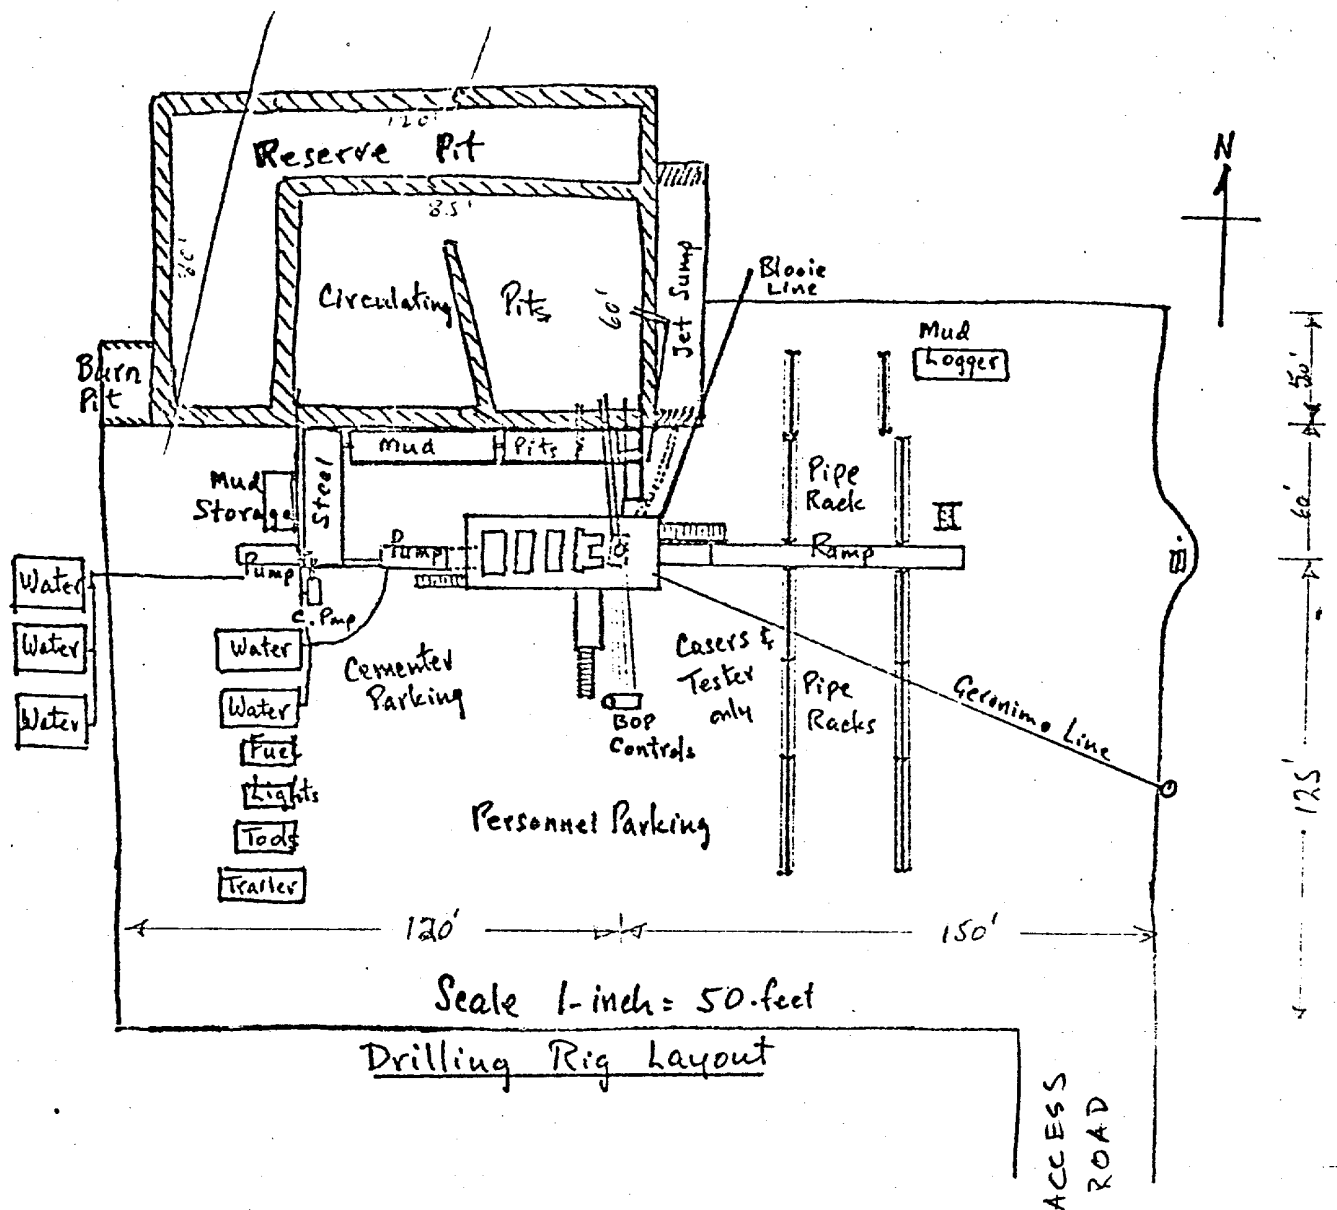 120'
Reserve Pit
N
85'
80'
Circulating Pits
60'
Jet Sump
Blooie
Line
Mud
Logger
50'
Burn
Pit
Mud Pits
Steel
Mud
Storage
Pipe
Rack
60'
Pump
Pump
Ramp
Water
C. Pmp
Water
Water
Water
Water
Cementer
Parking
Casers &
Tester
only
Pipe
Racks
Geronimo Line
BOP
Controls
Fuel
Lights
Tools
Trailer
Personnel Parking
125'
120'
150'
Scale 1-inch = 50-feet
Drilling Rig Layout
ACCESS
ROAD